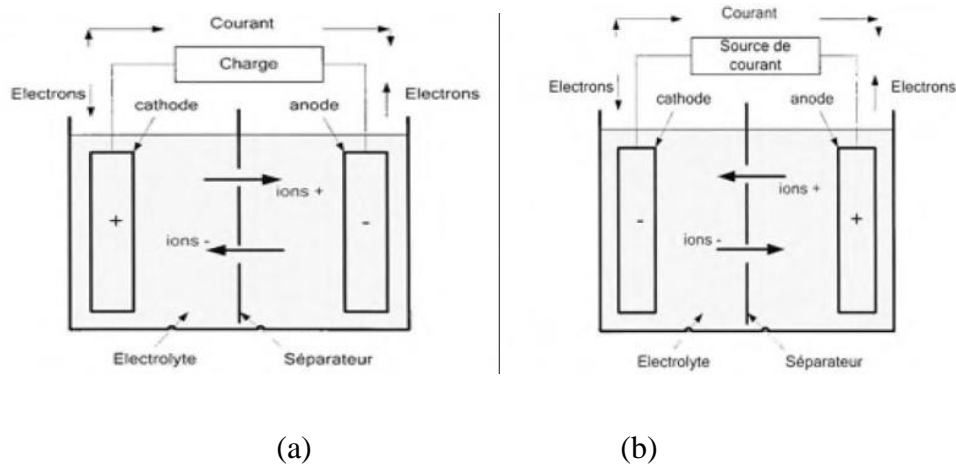 Courant
Charge
Electrons
cathode
anode
Electrons
ions +
+
-
ions -
Electrolyte
Séparateur
(a)
Courant
Source de
courant
Electrons
cathode
anode
Electrons
ions +
-
+
ions -
Electrolyte
Séparateur
(b)